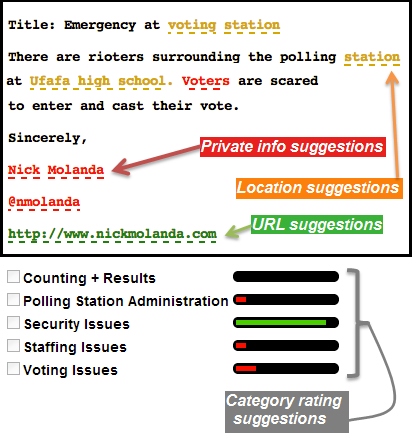 Title: Emergency at voting station
There are rioters surrounding the polling station
at Ufafa high school. Voters are scared
to enter and cast their vote.
Sincerely,
Private info suggestions
Nick Molanda
Location suggestions
@nmolanda
URL suggestions
http://www.nickmolanda.com
Counting + Results
Polling Station Administration
Security Issues
Staffing Issues
Voting Issues
Category rating
suggestions